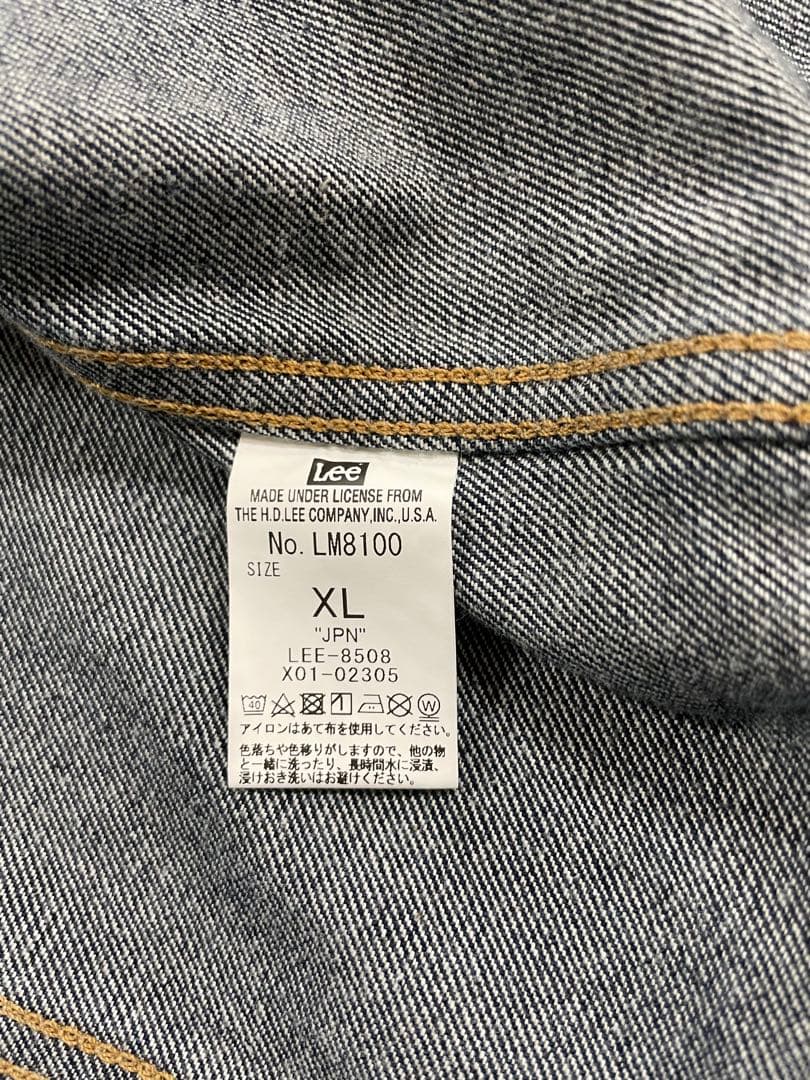 Lee
MADE UNDER LICENSE FROM
THE H.D.LEE COMPANY,INC.,U.S.A.
No. LM8100
SIZE
XL
"JPN"
LEE-8508
X01-02305
40 W
アイロンはあて布を使用してください。
色落ちや色移りがしますので、他の物
と一緒に洗ったり、長時間水に浸漬、
浸けおき洗いはお避けください。